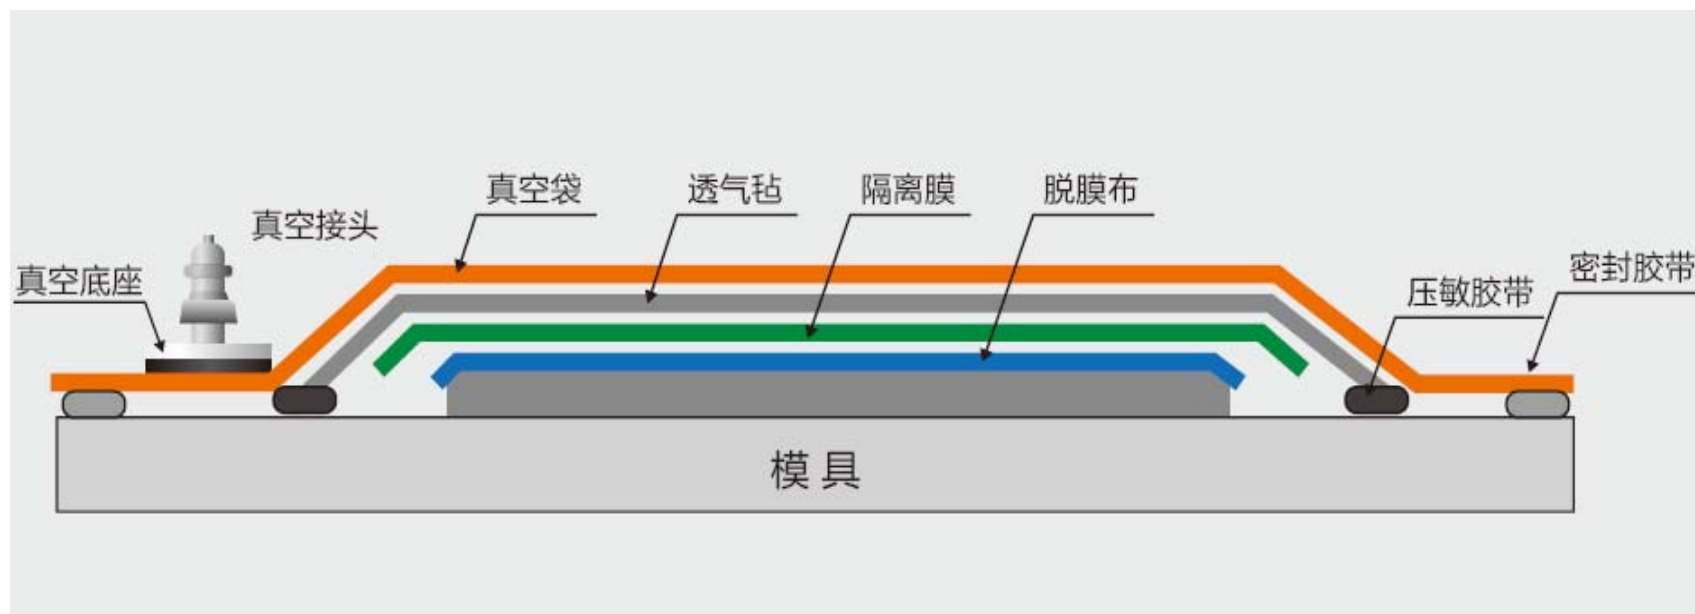 真空袋
透气毡
隔离膜
脱膜布
真空接头
真空底座
密封胶带
压敏胶带
模具